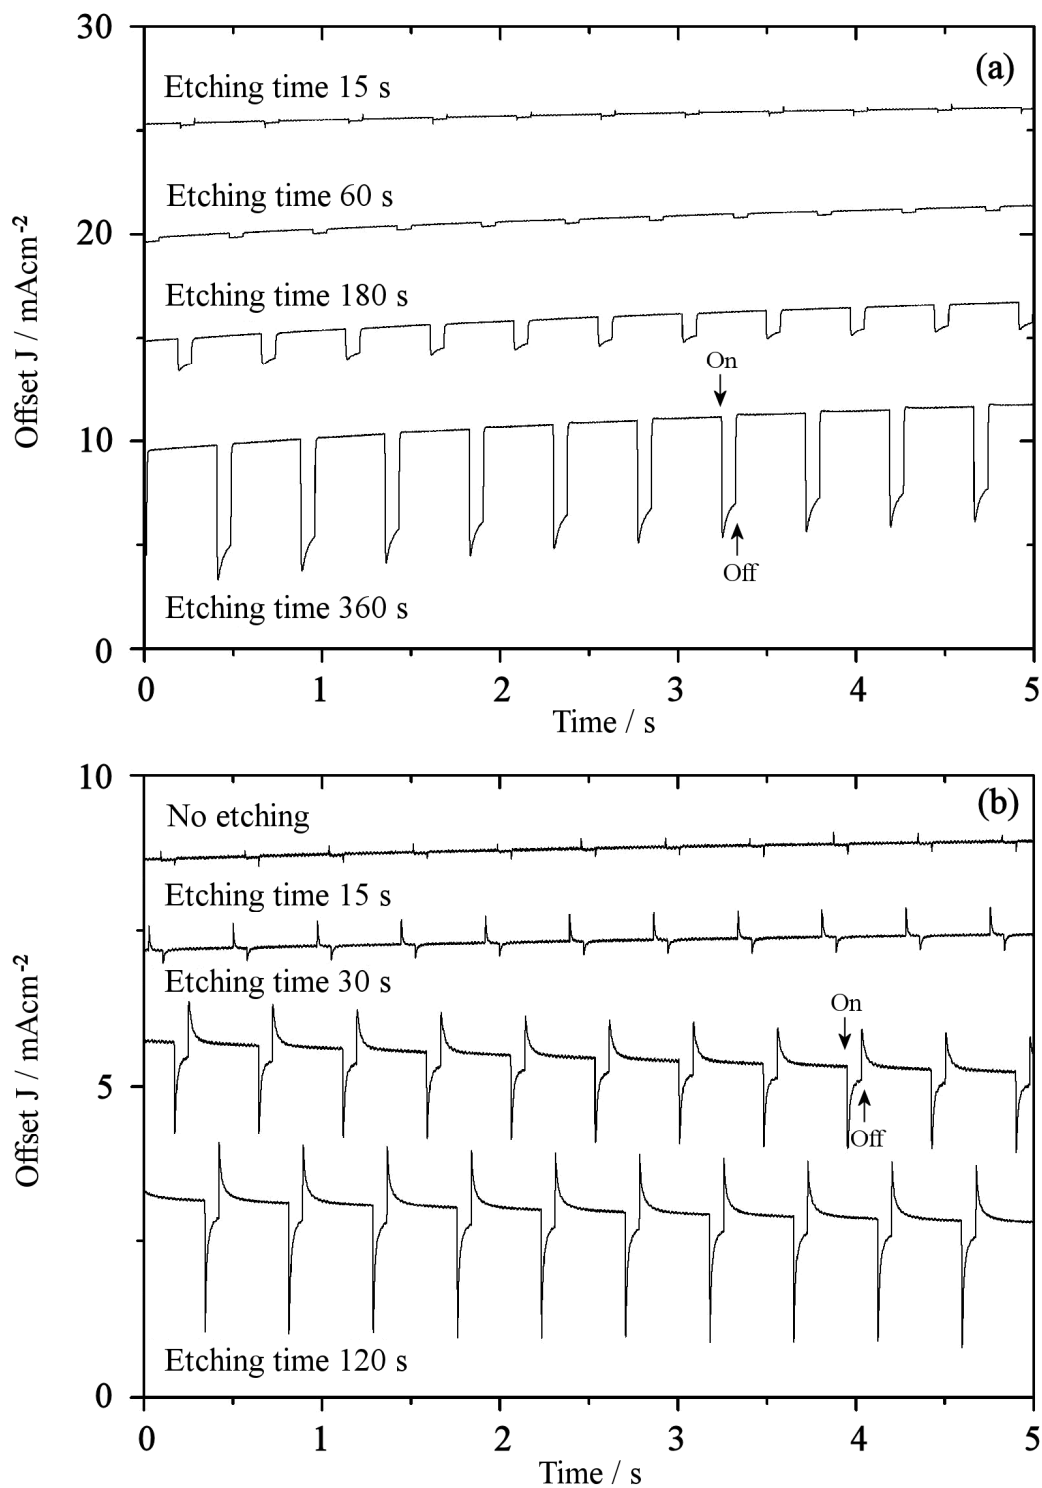 30
(a)
Etching time 15 s
Etching time 60 s
20
Etching time 180 s
On
10
Off
Etching time 360 s
0
0 1 2 3 4 5
Time / s
Offset J / mAcm⁻²
10
(b)
No etching
Etching time 15 s
Etching time 30 s
On
5
Off
Etching time 120 s
0
0 1 2 3 4 5
Time / s
Offset J / mAcm⁻²